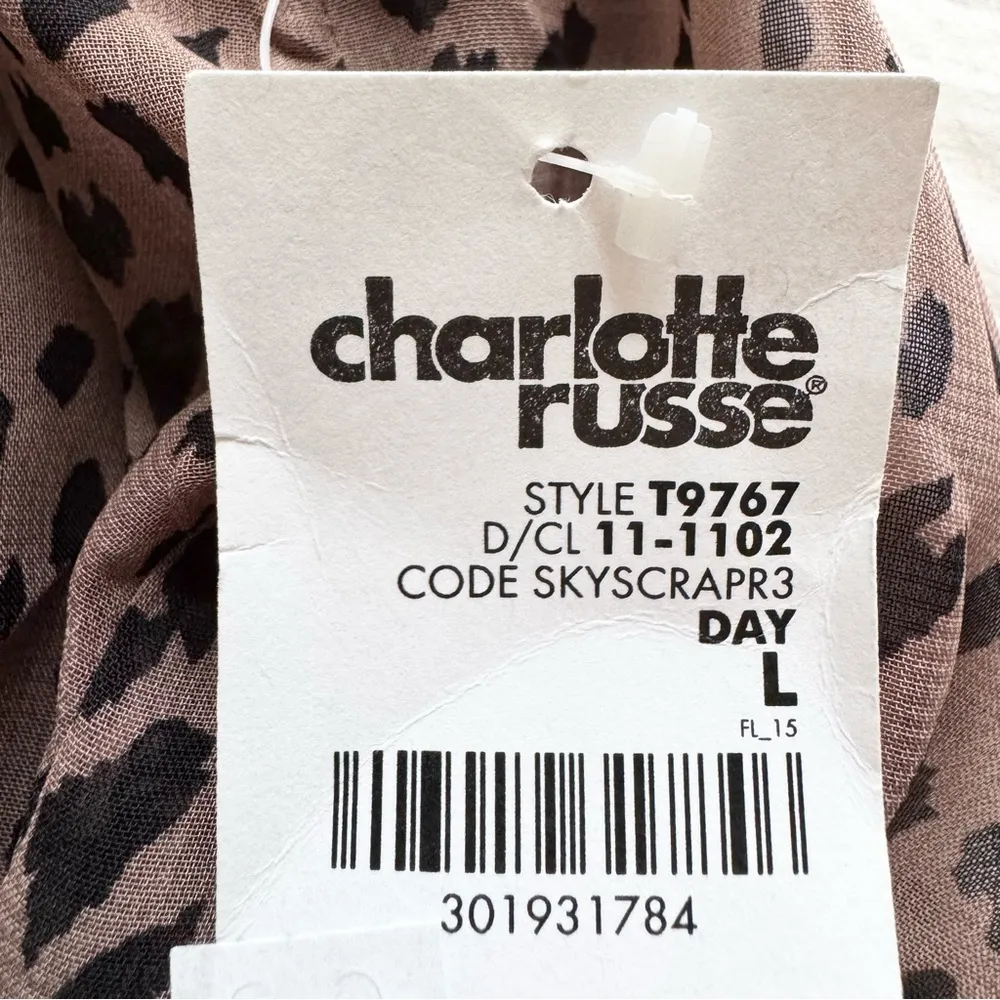 charlotte
russe®
STYLE T9767
D/CL 11-1102
CODE SKYSCRAPR3
DAY
L
FL_15
301931784